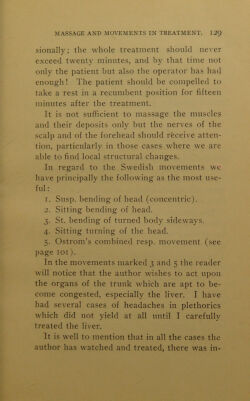 MASSAGE AND MOVEMENTS IN TREATMENT. 129
sionally; the whole treatment should never
exceed twenty minutes, and by that time not
only the patient but also the operator has had
enough! The patient should be compelled to
take a rest in a recumbent position for fifteen
minutes after the treatment.
It is not sufficient to massage the muscles
and their deposits only but the nerves of the
scalp and of the forehead should receive atten-
tion, particularly in those cases where we are
able to find local structural changes.
In regard to the Swedish movements we
have principally the following as the most use-
ful:
1. Susp. bending of head (concentric).
2. Sitting bending of head.
3. St. bending of turned body sideways.
4. Sitting turning of the head.
5. Ostrom's combined resp. movement (see
page 101).
In the movements marked 3 and 5 the reader
will notice that the author wishes to act upon
the organs of the trunk which are apt to be-
come congested, especially the liver. I have
had several cases of headaches in plethorics
which did not yield at all until I carefully
treated the liver.
It is well to mention that in all the cases the
author has watched and treated, there was in-